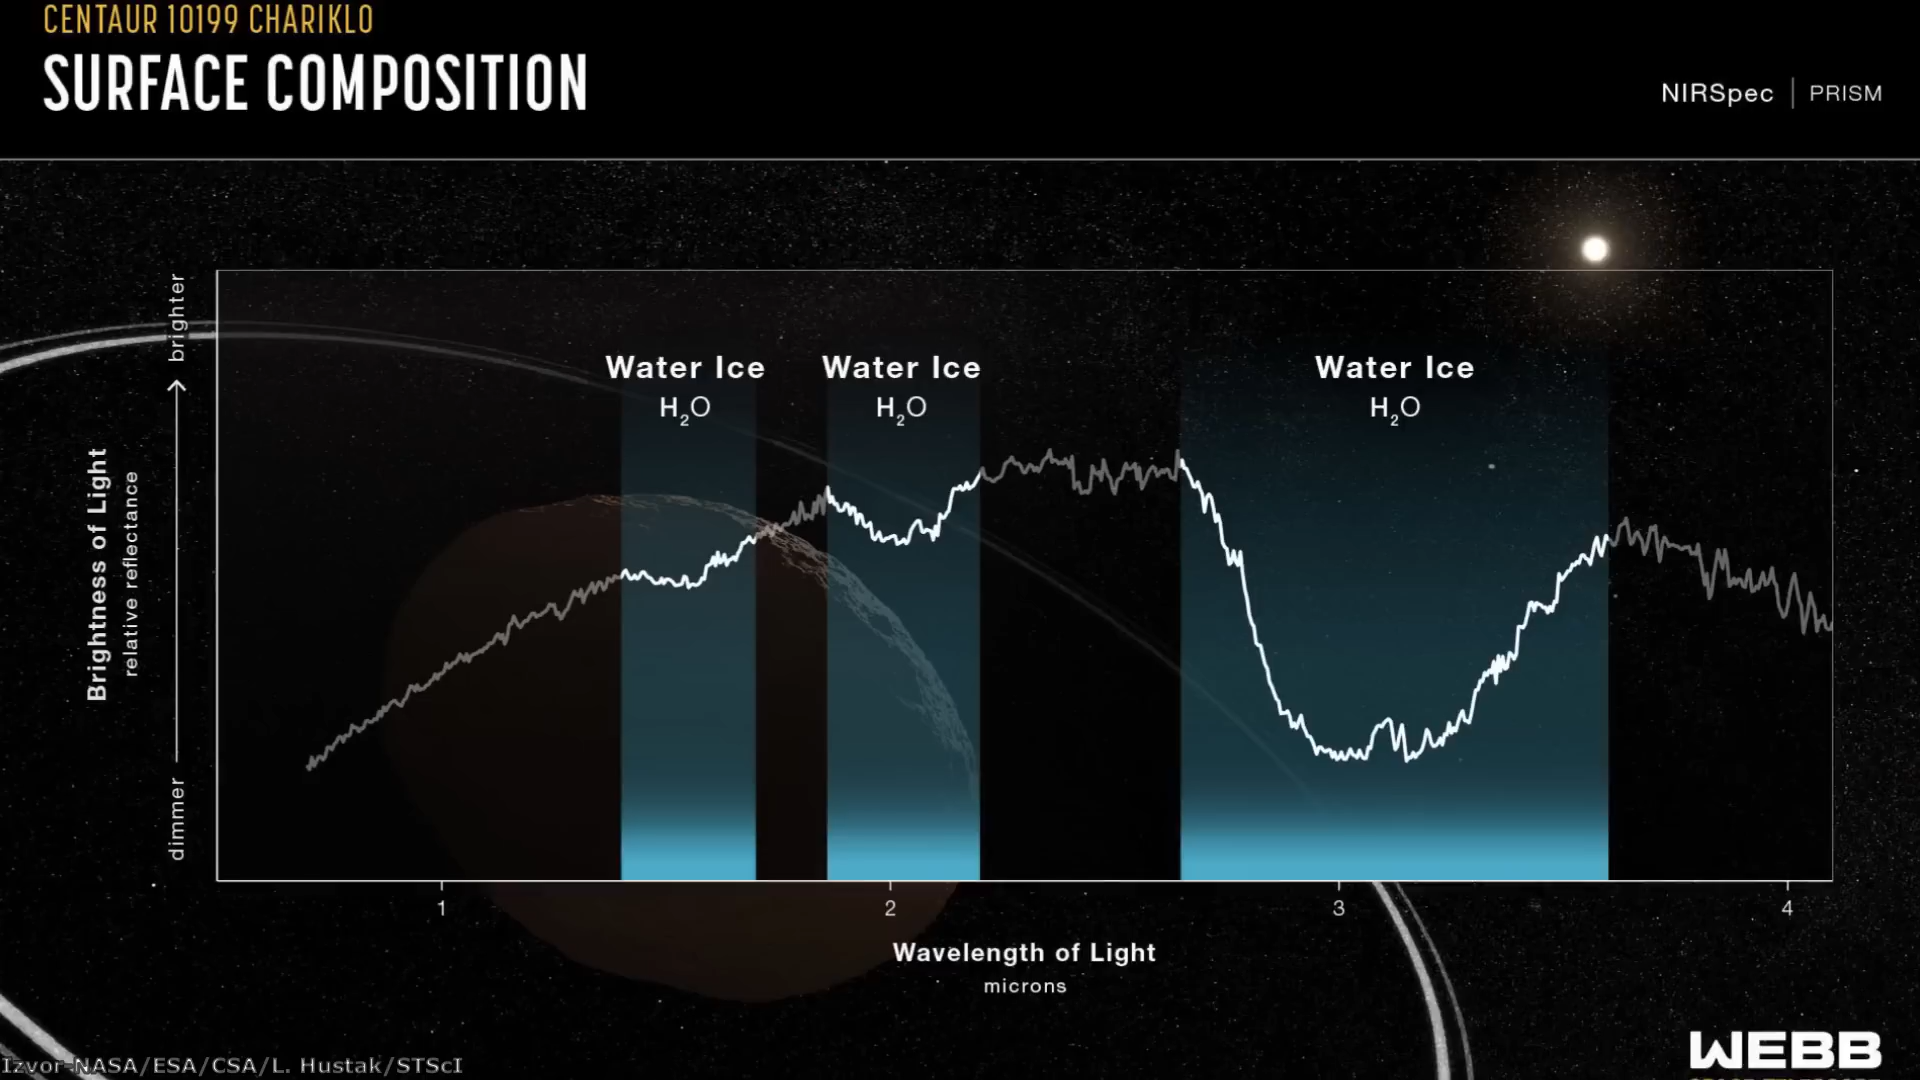 CENTAUR 10199 CHARIKLO
SURFACE COMPOSITION
NIRSpec | PRISM
brighter
Water Ice
H₂O
Water Ice
H₂O
Water Ice
H₂O
Brightness of Light
relative reflectance
dimmer
1 2 3 4
Wavelength of Light
microns
Izvor-NASA/ESA/CSA/L. Hustak/STScI
WEBB